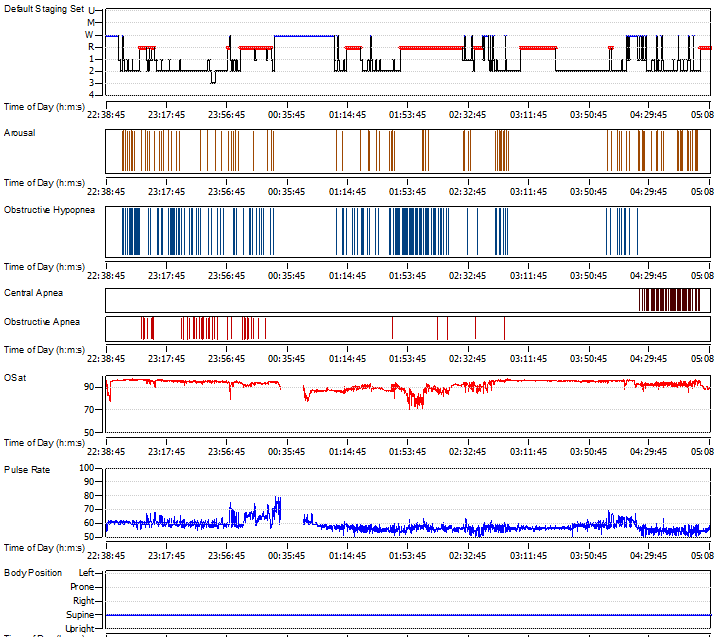 Default Staging Set U
M
W
R
1
2
3
4
Time of Day (h:m:s)
22:38:45 23:17:45 23:56:45 00:35:45 01:14:45 01:53:45 02:32:45 03:11:45 03:50:45 04:29:45 05:08
Arousal
Time of Day (h:m:s)
22:38:45 23:17:45 23:56:45 00:35:45 01:14:45 01:53:45 02:32:45 03:11:45 03:50:45 04:29:45 05:08
Obstructive Hypopnea
Time of Day (h:m:s)
22:38:45 23:17:45 23:56:45 00:35:45 01:14:45 01:53:45 02:32:45 03:11:45 03:50:45 04:29:45 05:08
Central Apnea
Obstructive Apnea
Time of Day (h:m:s)
22:38:45 23:17:45 23:56:45 00:35:45 01:14:45 01:53:45 02:32:45 03:11:45 03:50:45 04:29:45 05:08
OSat
90
70
50
Time of Day (h:m:s)
22:38:45 23:17:45 23:56:45 00:35:45 01:14:45 01:53:45 02:32:45 03:11:45 03:50:45 04:29:45 05:08
Pulse Rate
100
90
80
70
60
50
Time of Day (h:m:s)
22:38:45 23:17:45 23:56:45 00:35:45 01:14:45 01:53:45 02:32:45 03:11:45 03:50:45 04:29:45 05:08
Body Position Left
Prone
Right
Supine
Upright